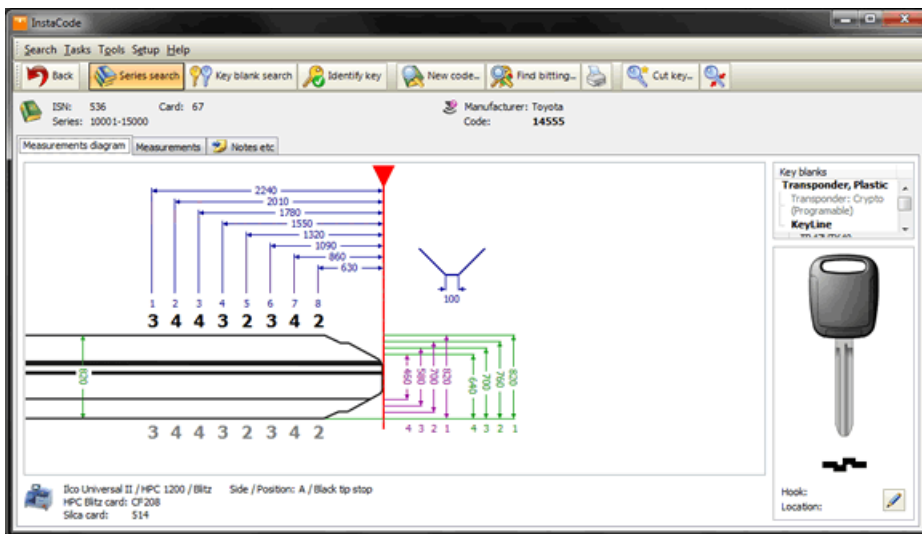 InstaCode
Search Tasks Tools Setup Help
Back Series search Key blank search Identify key New code... Find bitting... Cut key...
ISN: 536 Card: 67 Manufacturer: Toyota
Series: 10001-15000 Code: 14555
Measurements diagram Measurements Notes etc
Key blanks
Transponder, Plastic
Transponder: Crypto
(Programable)
KeyLine
2240
2010
1780
1550
1320
1090
860
630
100
1 2 3 4 5 6 7 8
3 4 4 3 2 3 4 2
820
460 580 700 820 640 700 760 820
4 3 2 1 4 3 2 1
3 4 4 3 2 3 4 2
Ilco Universal II / HPC 1200 / Blitz Side / Position: A / Black tip stop
HPC Blitz card: CF208
Silca card: S14
Hook:
Location: